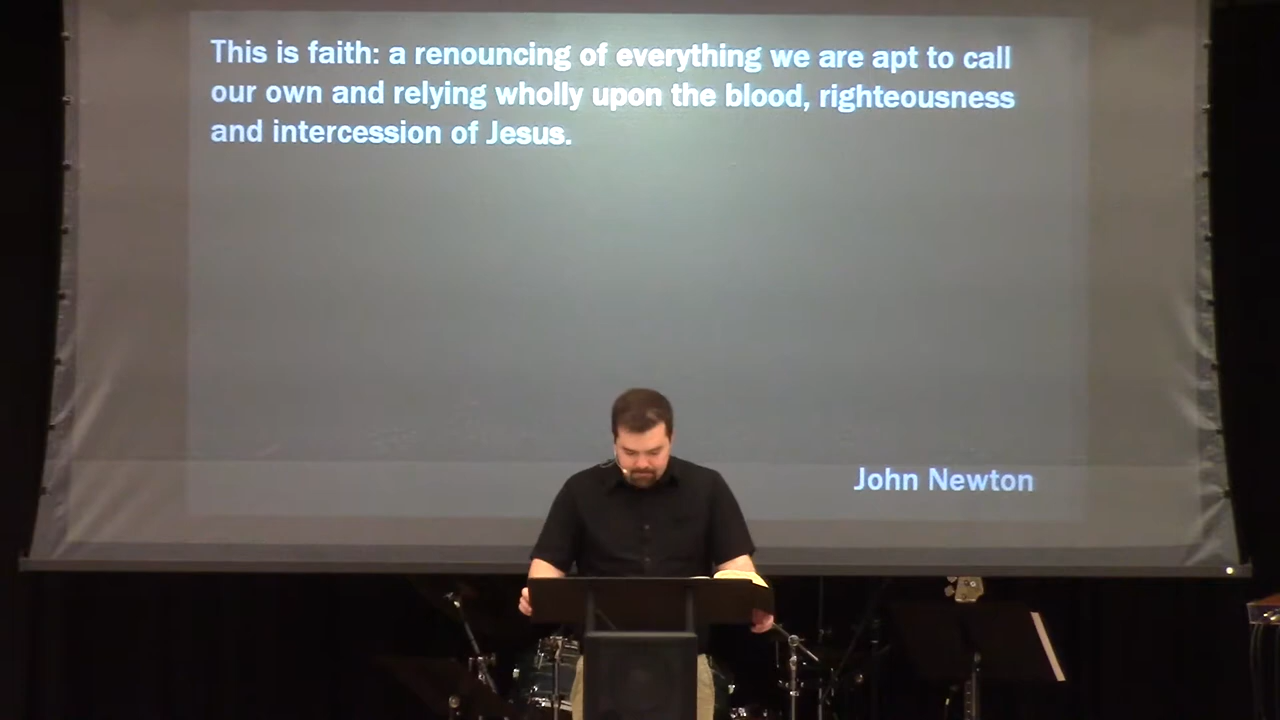 This is faith: a renouncing of everything we are apt to call
our own and relying wholly upon the blood, righteousness
and intercession of Jesus.
John Newton